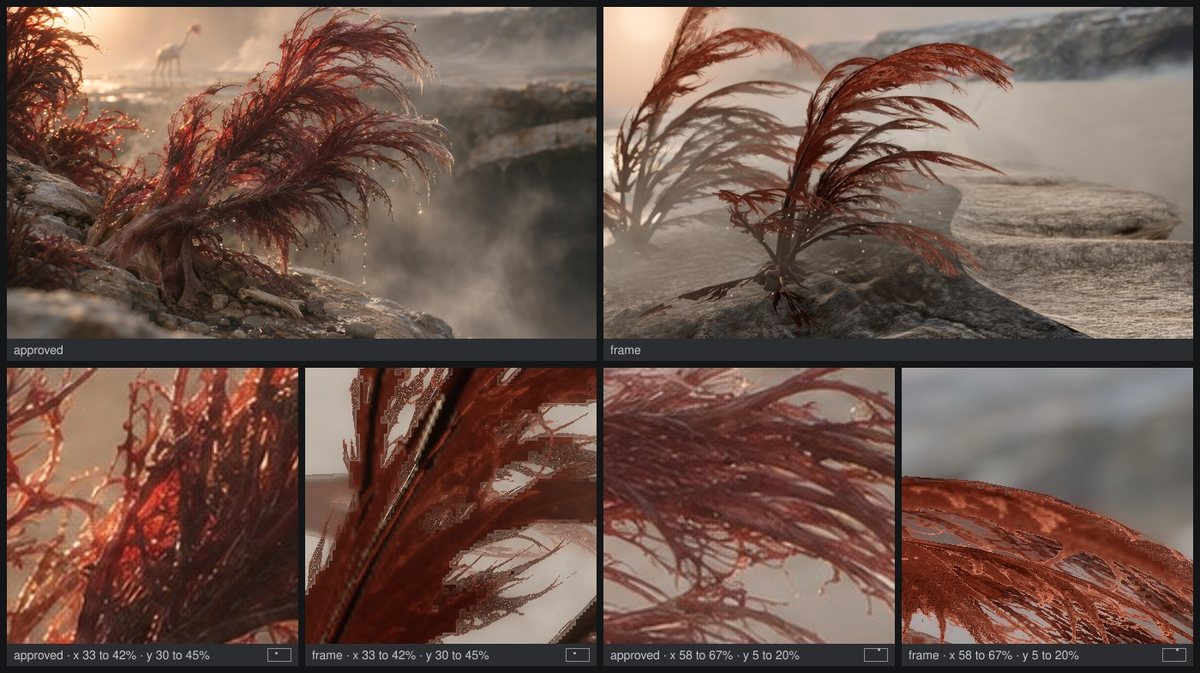 approved
frame
approved · x 33 to 42% · y 30 to 45%
frame · x 33 to 42% · y 30 to 45%
approved · x 58 to 67% · y 5 to 20%
frame · x 58 to 67% · y 5 to 20%